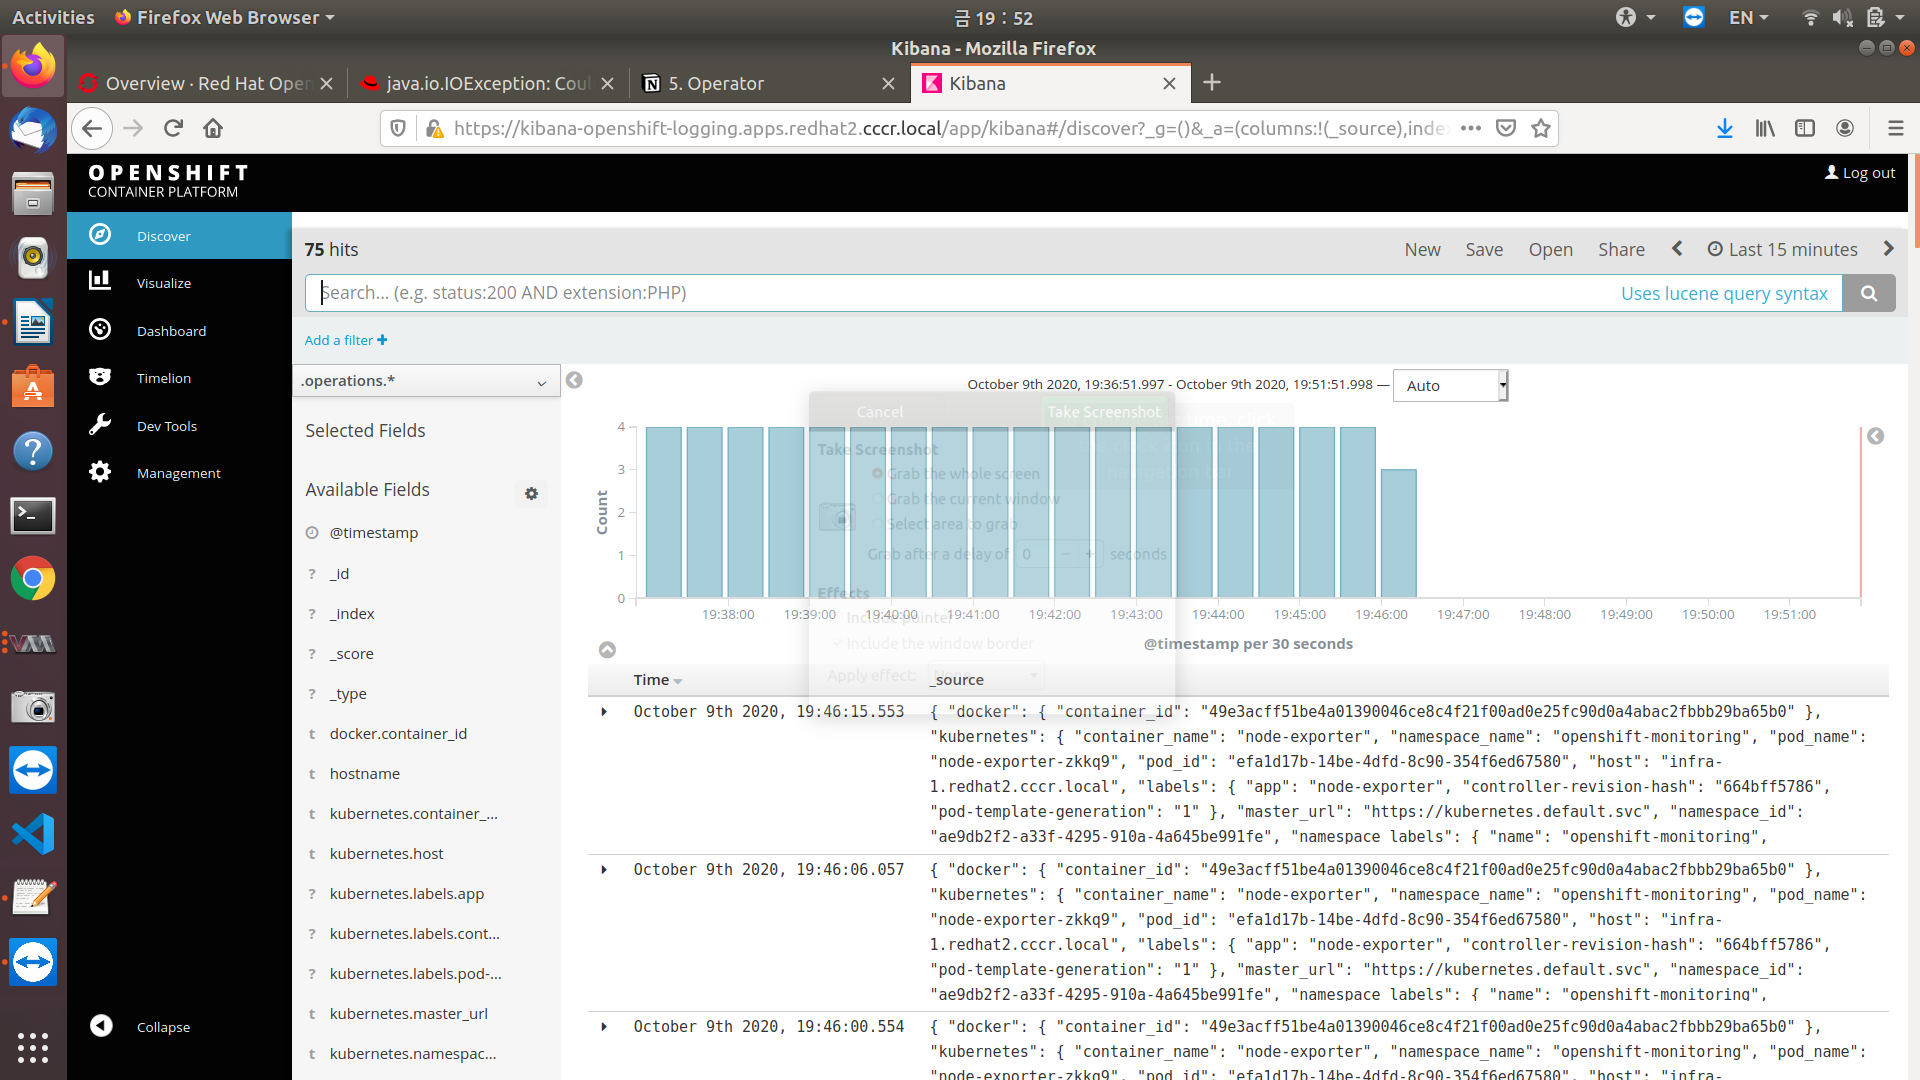 Activities
Firefox Web Browser
금 19 : 52
EN
Kibana - Mozilla Firefox
Overview · Red Hat Oper
java.io.IOException: Coul
5. Operator
Kibana
https://kibana-openshift-logging.apps.redhat2.cccr.local/app/kibana#/discover?_g=()&_a=(columns:!(_source),index
OPENSHIFT
CONTAINER PLATFORM
Log out
Discover
Visualize
Dashboard
Timelion
Dev Tools
Management
Collapse
75 hits
New
Save
Open
Share
Last 15 minutes
Search... (e.g. status:200 AND extension:PHP)
Uses lucene query syntax
Add a filter
.operations.*
Selected Fields
Available Fields
@timestamp
? _id
? _index
? _score
? _type
t docker.container_id
t hostname
t kubernetes.container_...
t kubernetes.host
t kubernetes.labels.app
? kubernetes.labels.cont...
? kubernetes.labels.pod-...
t kubernetes.master_url
t kubernetes.namespac...
October 9th 2020, 19:36:51.997 - October 9th 2020, 19:51:51.998 —
Auto
Cancel
Take Screenshot
Take Screenshot
Grab the whole screen
Grab the current window
Select area to grab
Grab after a delay of 0 − + seconds
Effects
Include pointer
Include the window border
Apply effect:
Count
4
3
2
1
0
19:38:00
19:39:00
19:40:00
19:41:00
19:42:00
19:43:00
19:44:00
19:45:00
19:46:00
19:47:00
19:48:00
19:49:00
19:50:00
19:51:00
@timestamp per 30 seconds
Time
_source
October 9th 2020, 19:46:15.553
{ "docker": { "container_id": "49e3acff51be4a01390046ce8c4f21f00ad0e25fc90d0a4abac2fbbb29ba65b0" },
"kubernetes": { "container_name": "node-exporter", "namespace_name": "openshift-monitoring", "pod_name":
"node-exporter-zkkq9", "pod_id": "efa1d17b-14be-4dfd-8c90-354f6ed67580", "host": "infra-
1.redhat2.cccr.local", "labels": { "app": "node-exporter", "controller-revision-hash": "664bff5786",
"pod-template-generation": "1" }, "master_url": "https://kubernetes.default.svc", "namespace_id":
"ae9db2f2-a33f-4295-910a-4a645be991fe", "namespace_labels": { "name": "openshift-monitoring",
October 9th 2020, 19:46:06.057
{ "docker": { "container_id": "49e3acff51be4a01390046ce8c4f21f00ad0e25fc90d0a4abac2fbbb29ba65b0" },
"kubernetes": { "container_name": "node-exporter", "namespace_name": "openshift-monitoring", "pod_name":
"node-exporter-zkkq9", "pod_id": "efa1d17b-14be-4dfd-8c90-354f6ed67580", "host": "infra-
1.redhat2.cccr.local", "labels": { "app": "node-exporter", "controller-revision-hash": "664bff5786",
"pod-template-generation": "1" }, "master_url": "https://kubernetes.default.svc", "namespace_id":
"ae9db2f2-a33f-4295-910a-4a645be991fe", "namespace_labels": { "name": "openshift-monitoring",
October 9th 2020, 19:46:00.554
{ "docker": { "container_id": "49e3acff51be4a01390046ce8c4f21f00ad0e25fc90d0a4abac2fbbb29ba65b0" },
"kubernetes": { "container_name": "node-exporter", "namespace_name": "openshift-monitoring", "pod_name":
"node-exporter-zkkq9", "pod_id": "efa1d17b-14be-4dfd-8c90-354f6ed67580", "host": "infra-